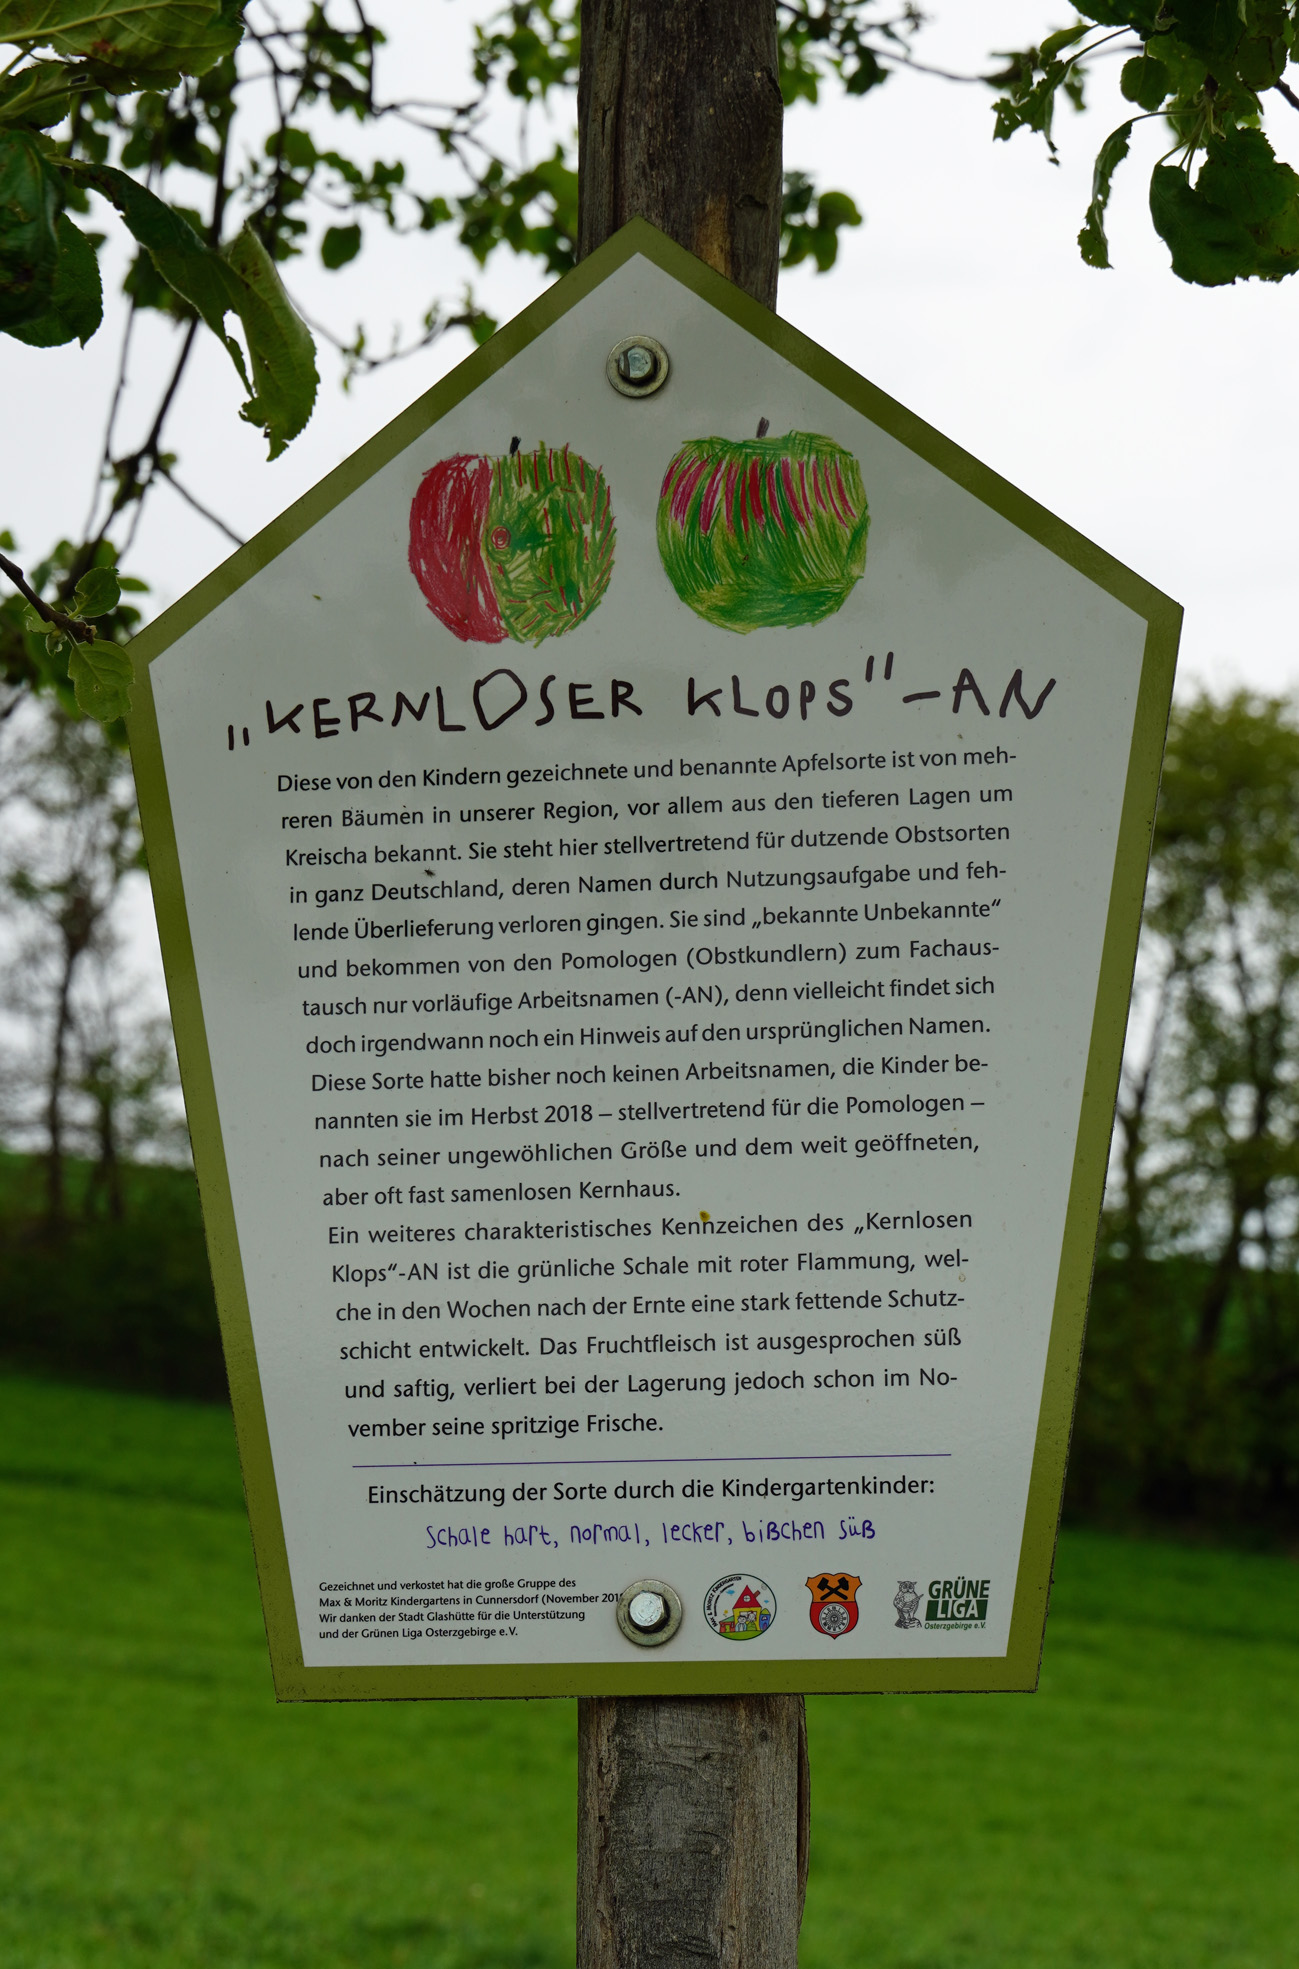 „KERNLOSER KLOPS"-AN
Diese von den Kindern gezeichnete und benannte Apfelsorte ist von meh-
reren Bäumen in unserer Region, vor allem aus den tieferen Lagen um
Kreischa bekannt. Sie steht hier stellvertretend für dutzende Obstsorten
in ganz Deutschland, deren Namen durch Nutzungsaufgabe und feh-
lende Überlieferung verloren gingen. Sie sind „bekannte Unbekannte“
und bekommen von den Pomologen (Obstkundlern) zum Fachaus-
tausch nur vorläufige Arbeitsnamen (-AN), denn vielleicht findet sich
doch irgendwann noch ein Hinweis auf den ursprünglichen Namen.
Diese Sorte hatte bisher noch keinen Arbeitsnamen, die Kinder be-
nannten sie im Herbst 2018 – stellvertretend für die Pomologen –
nach seiner ungewöhlichen Größe und dem weit geöffneten,
aber oft fast samenlosen Kernhaus.
Ein weiteres charakteristisches Kennzeichen des „Kernlosen
Klops“-AN ist die grünliche Schale mit roter Flammung, wel-
che in den Wochen nach der Ernte eine stark fettende Schutz-
schicht entwickelt. Das Fruchtfleisch ist ausgesprochen süß
und saftig, verliert bei der Lagerung jedoch schon im No-
vember seine spritzige Frische.
Einschätzung der Sorte durch die Kindergartenkinder:
Schale hart, normal, lecker, bißchen süß
Gezeichnet und verkostet hat die große Gruppe des
Max & Moritz Kindergartens in Cunnersdorf (November
Wir danken der Stadt Glashütte für die Unterstützung
und der Grünen Liga Osterzgebirge e.V.
MAX & MORITZ KINDERGARTEN
GRÜNE
LIGA
Osterzgebirge e.V.